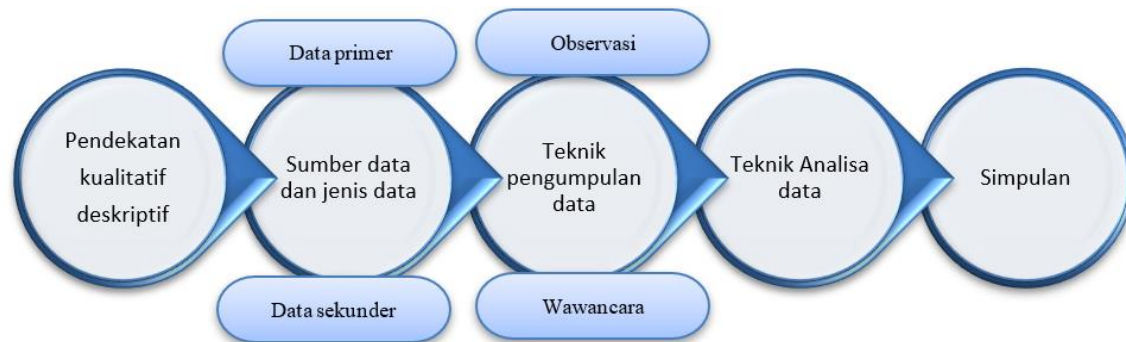 Data primer
Observasi
Pendekatan
kualitatif
deskriptif
Sumber data
dan jenis data
Teknik
pengumpulan
data
Teknik Analisa
data
Simpulan
Data sekunder
Wawancara